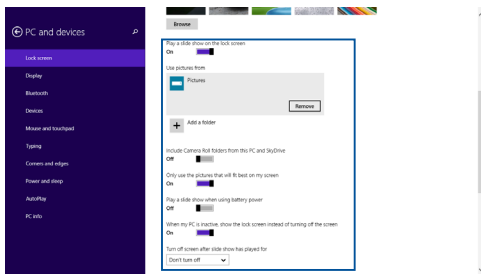 PC and devices
Lock screen
Display
Bluetooth
Devices
Mouse and touchpad
Typing
Corners and edges
Power and sleep
AutoPlay
PC info
Browse
Play a slide show on the lock screen
On
Use pictures from
Pictures
Remove
Add a folder
Include Camera Roll folders from this PC and SkyDrive
Off
Only use the pictures that will fit best on my screen
On
Play a slide show when using battery power
Off
When my PC is inactive, show the lock screen instead of turning off the screen
On
Turn off screen after slide show has played for
Don't turn off